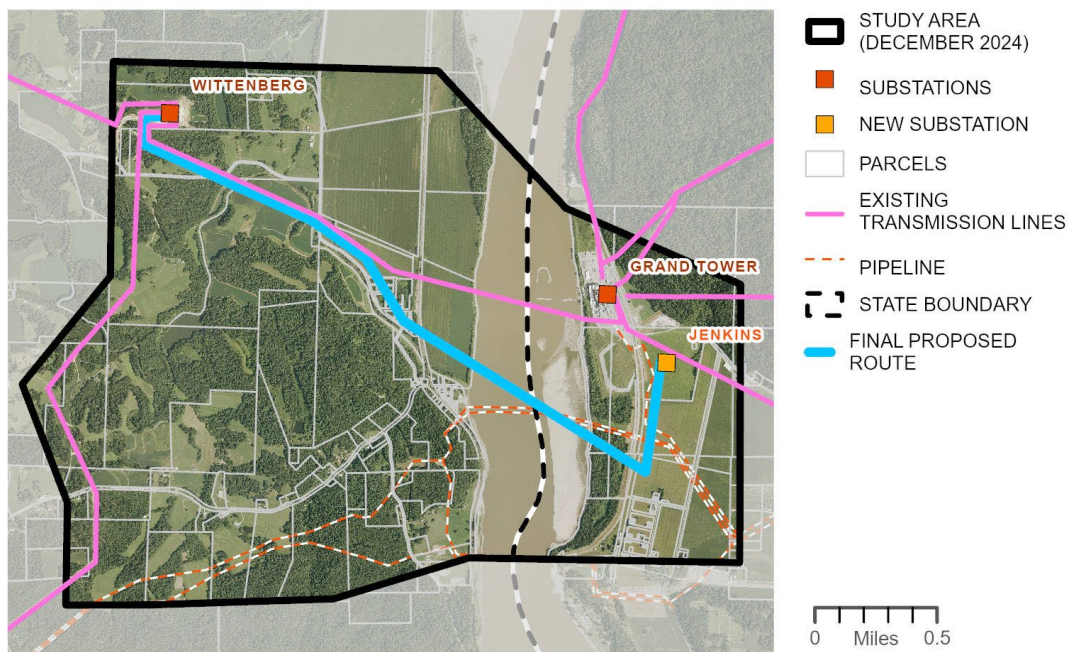 WITTENBERG
GRAND TOWER
JENKINS
STUDY AREA
(DECEMBER 2024)
SUBSTATIONS
NEW SUBSTATION
PARCELS
EXISTING
TRANSMISSION LINES
PIPELINE
STATE BOUNDARY
FINAL PROPOSED
ROUTE
0 Miles 0.5